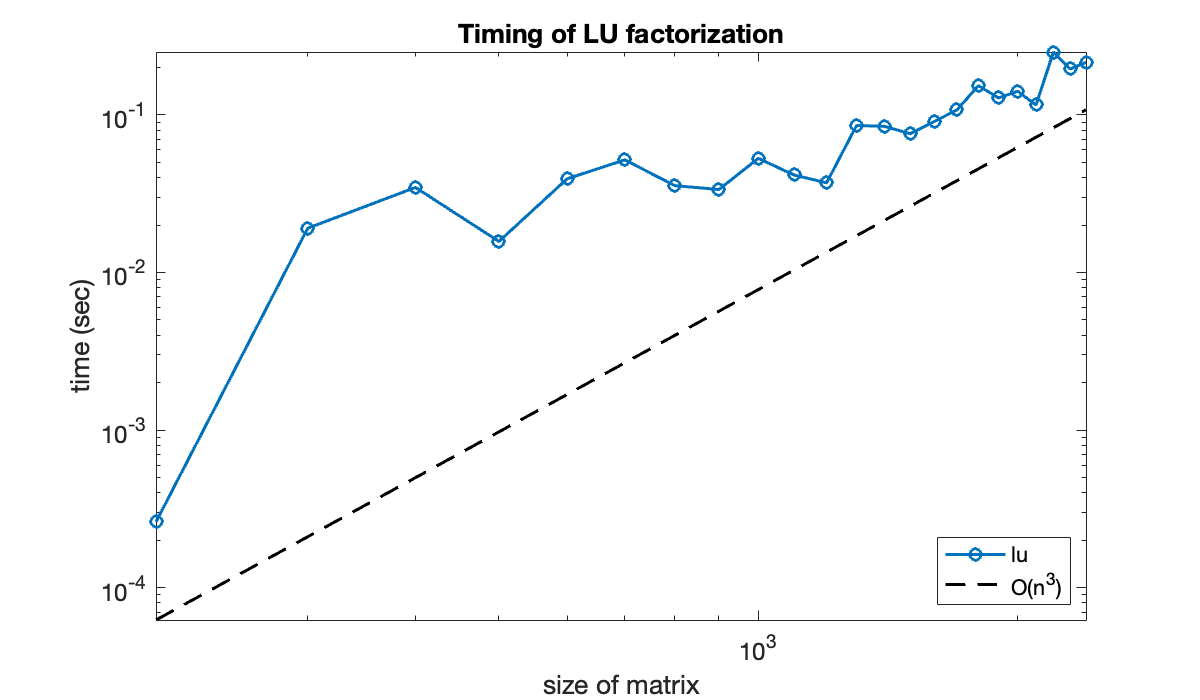 Timing of LU factorization
10^-1
10^-2
10^-3
10^-4
time (sec)
10^3
size of matrix
lu
O(n^3)